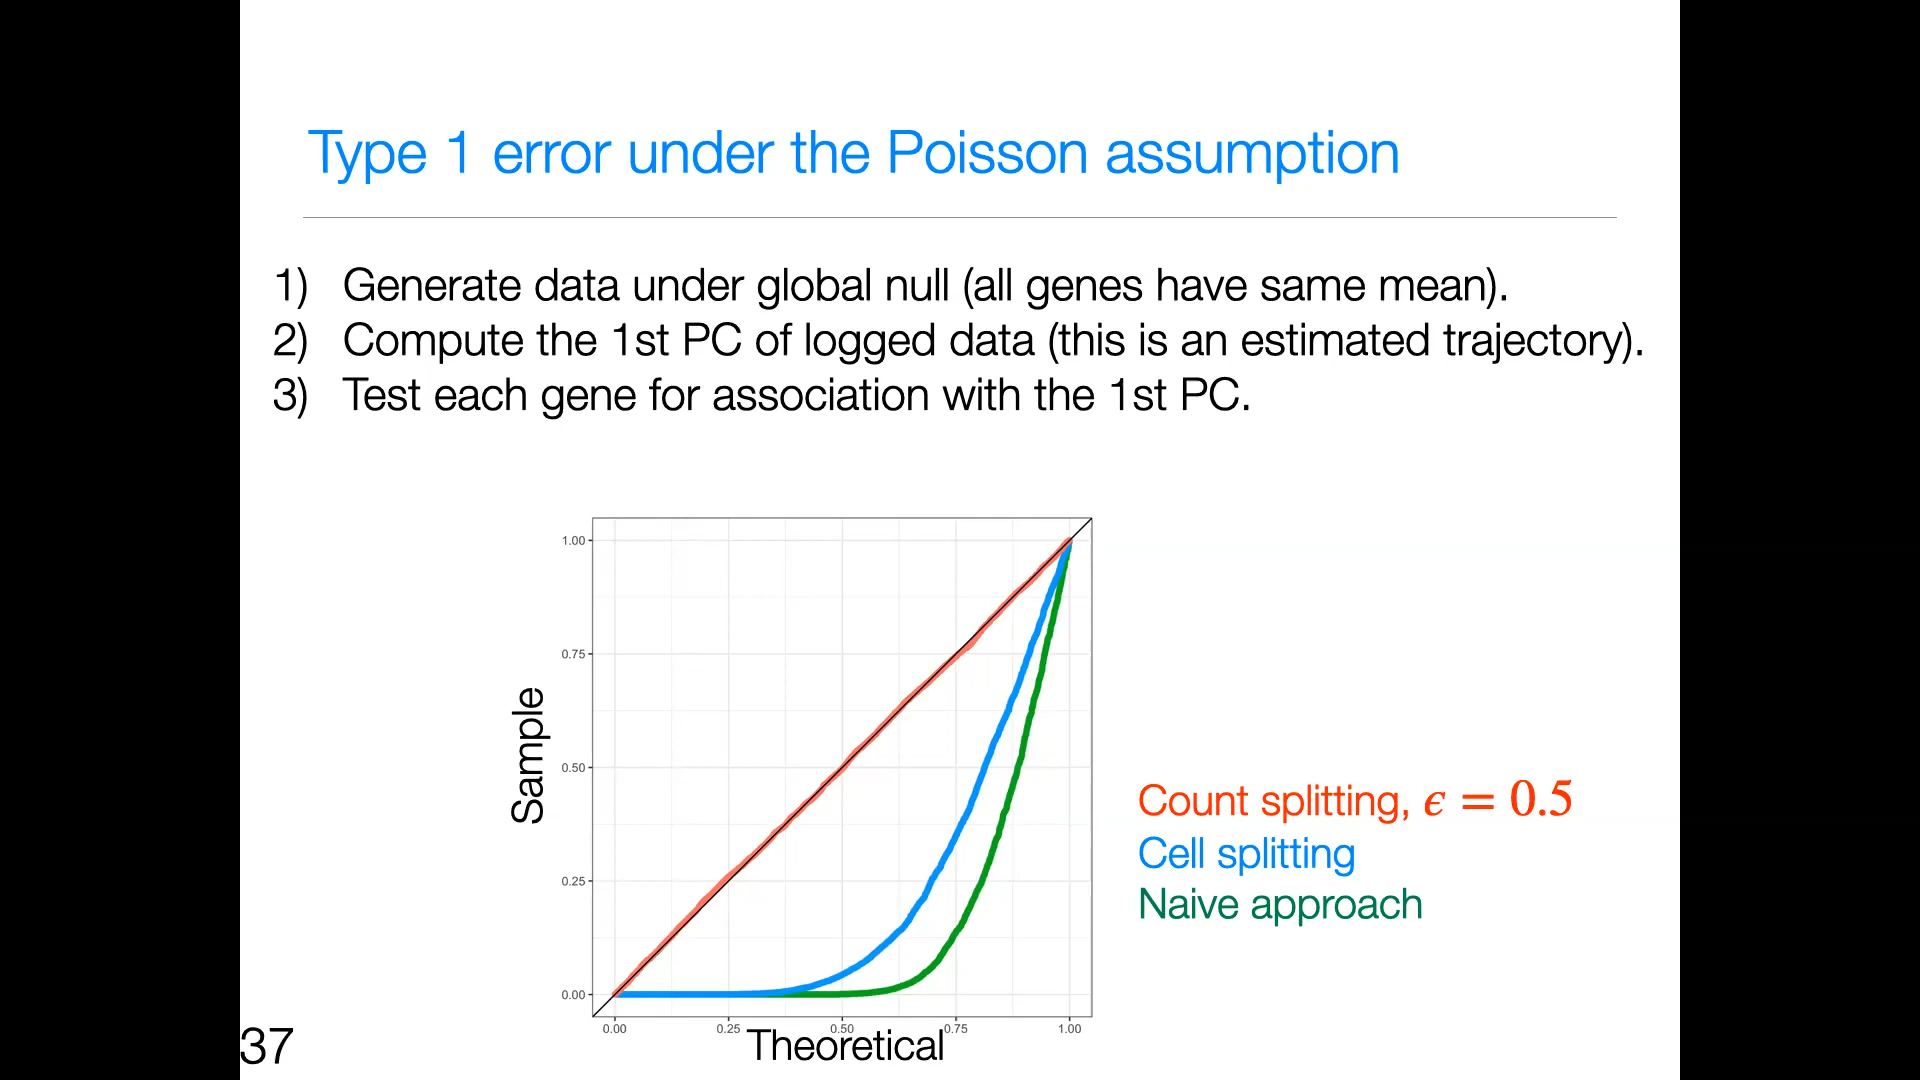 Type 1 error under the Poisson assumption
1) Generate data under global null (all genes have same mean).
2) Compute the 1st PC of logged data (this is an estimated trajectory).
3) Test each gene for association with the 1st PC.
1.00
0.75
0.50
0.25
0.00
Sample
0.00 0.25 0.50 0.75 1.00
Theoretical
Count splitting, ϵ = 0.5
Cell splitting
Naive approach
37